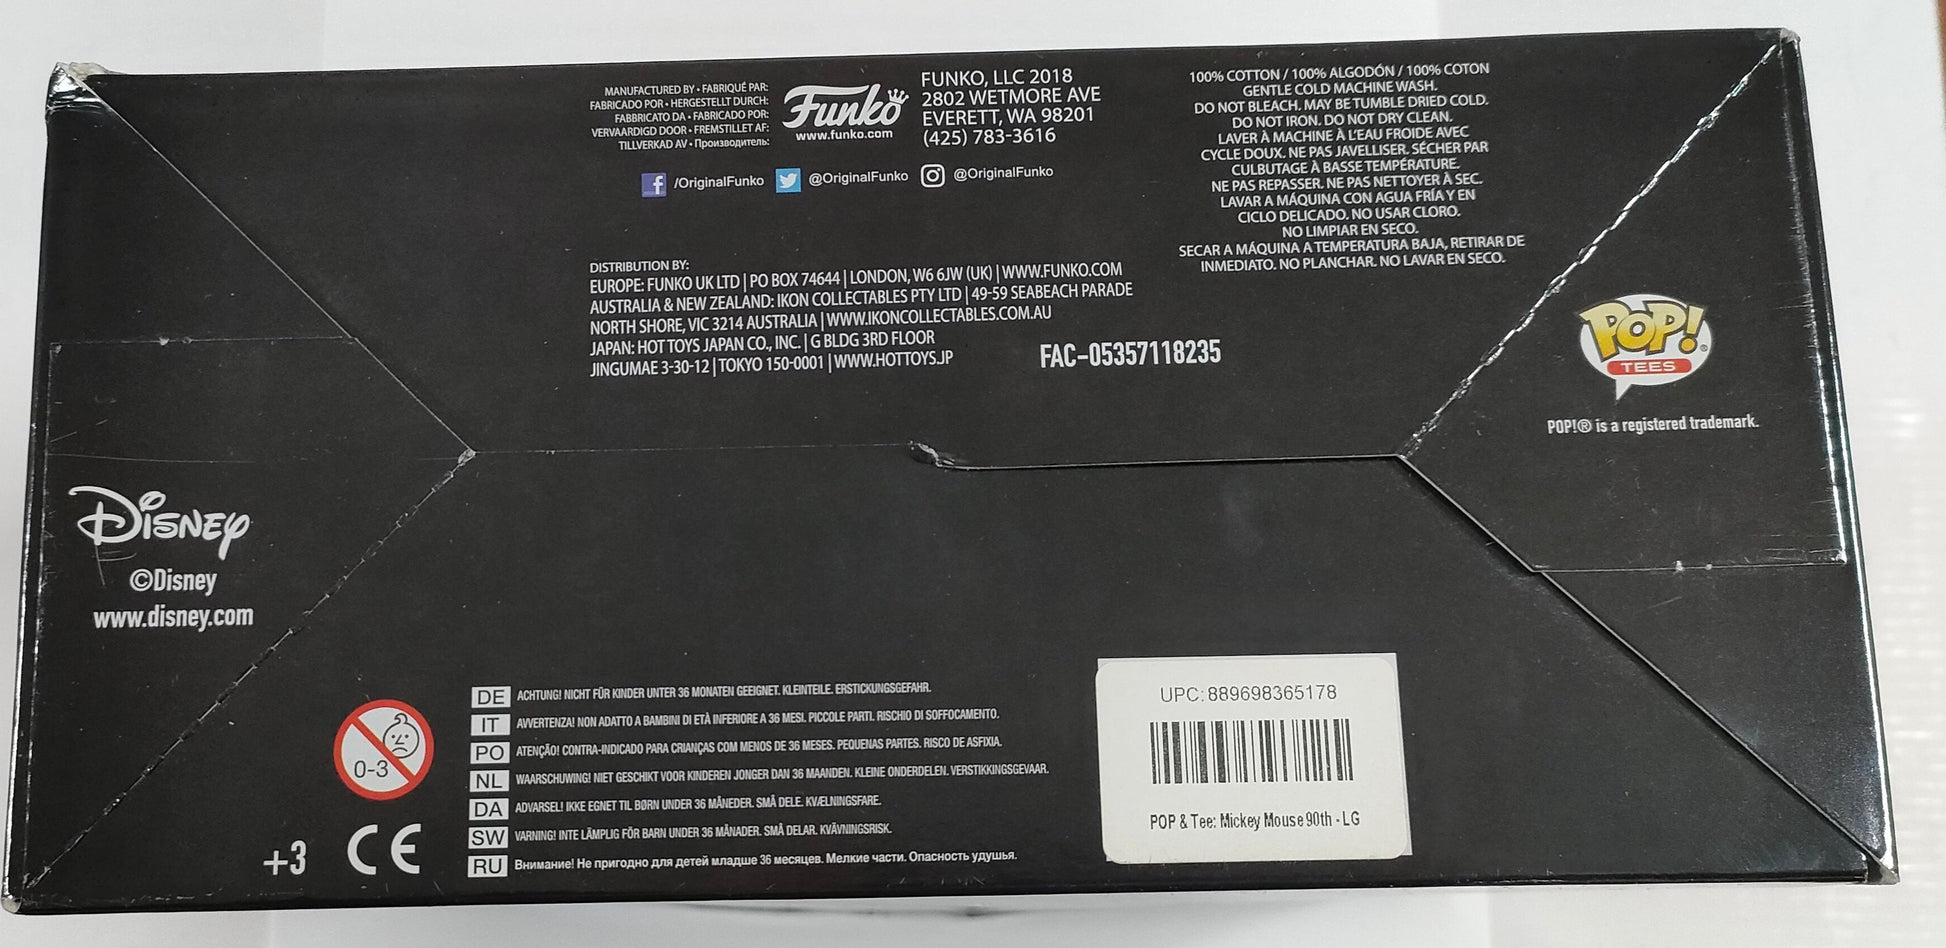 MANUFACTURED BY • FABRIQUÉ PAR:
FABRICADO POR • HERGESTELLT DURCH:
FABBRICATO DA • FABRICADO POR:
VERVAARDIGD DOOR • FREMSTILLET AF:
TILLVERKAD AV • Производитель:
Funko
www.funko.com
FUNKO, LLC 2018
2802 WETMORE AVE
EVERETT, WA 98201
(425) 783-3616
f /OriginalFunko @OriginalFunko @OriginalFunko
100% COTTON / 100% ALGODÓN / 100% COTON
GENTLE COLD MACHINE WASH.
DO NOT BLEACH. MAY BE TUMBLE DRIED COLD.
DO NOT IRON. DO NOT DRY CLEAN.
LAVER À MACHINE À L'EAU FROIDE AVEC
CYCLE DOUX. NE PAS JAVELLISER. SÉCHER PAR
CULBUTAGE À BASSE TEMPÉRATURE.
NE PAS REPASSER. NE PAS NETTOYER À SEC.
LAVAR A MÁQUINA CON AGUA FRÍA Y EN
CICLO DELICADO. NO USAR CLORO.
NO LIMPIAR EN SECO.
SECAR A MÁQUINA A TEMPERATURA BAJA, RETIRAR DE
INMEDIATO. NO PLANCHAR. NO LAVAR EN SECO.
DISTRIBUTION BY:
EUROPE: FUNKO UK LTD | PO BOX 74644 | LONDON, W6 6JW (UK) | WWW.FUNKO.COM
AUSTRALIA & NEW ZEALAND: IKON COLLECTABLES PTY LTD | 49-59 SEABEACH PARADE
NORTH SHORE, VIC 3214 AUSTRALIA | WWW.IKONCOLLECTABLES.COM.AU
JAPAN: HOT TOYS JAPAN CO., INC. | G BLDG 3RD FLOOR
JINGUMAE 3-30-12 | TOKYO 150-0001 | WWW.HOTTOYS.JP
FAC-05357118235
POP!®
TEES
POP!® is a registered trademark.
Disney
©Disney
www.disney.com
0-3
+3 CE
DE ACHTUNG! NICHT FÜR KINDER UNTER 36 MONATEN GEEIGNET. KLEINTEILE. ERSTICKUNGSGEFAHR.
IT AVVERTENZA! NON ADATTO A BAMBINI DI ETÀ INFERIORE A 36 MESI. PICCOLE PARTI. RISCHIO DI SOFFOCAMENTO.
PO ATENÇÃO! CONTRA-INDICADO PARA CRIANÇAS COM MENOS DE 36 MESES. PEQUENAS PARTES. RISCO DE ASFIXIA.
NL WAARSCHUWING! NIET GESCHIKT VOOR KINDEREN JONGER DAN 36 MAANDEN. KLEINE ONDERDELEN. VERSTIKKINGSGEVAAR.
DA ADVARSEL! IKKE EGNET TIL BØRN UNDER 36 MÅNEDER. SMÅ DELE. KVÆLNINGSFARE.
SW VARNING! INTE LÄMPLIG FÖR BARN UNDER 36 MÅNADER. SMÅ DELAR. KVÄVNINGSRISK.
RU Внимание! Не пригодно для детей младше 36 месяцев. Мелкие части. Опасность удушья.
UPC: 889698365178
POP & Tee: Mickey Mouse 90th - LG